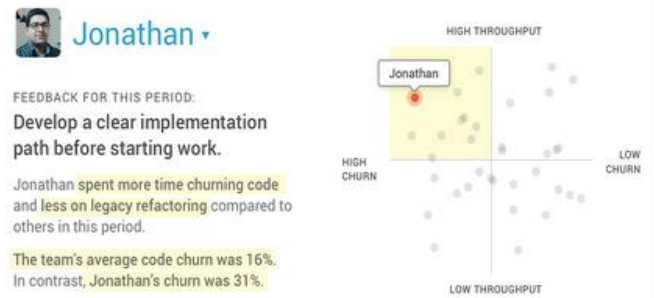 Jonathan
FEEDBACK FOR THIS PERIOD:
Develop a clear implementation
path before starting work.
Jonathan spent more time churning code
and less on legacy refactoring compared to
others in this period.
The team's average code churn was 16%.
In contrast, Jonathan's churn was 31%.
HIGH THROUGHPUT
Jonathan
HIGH
CHURN
LOW
CHURN
LOW THROUGHPUT